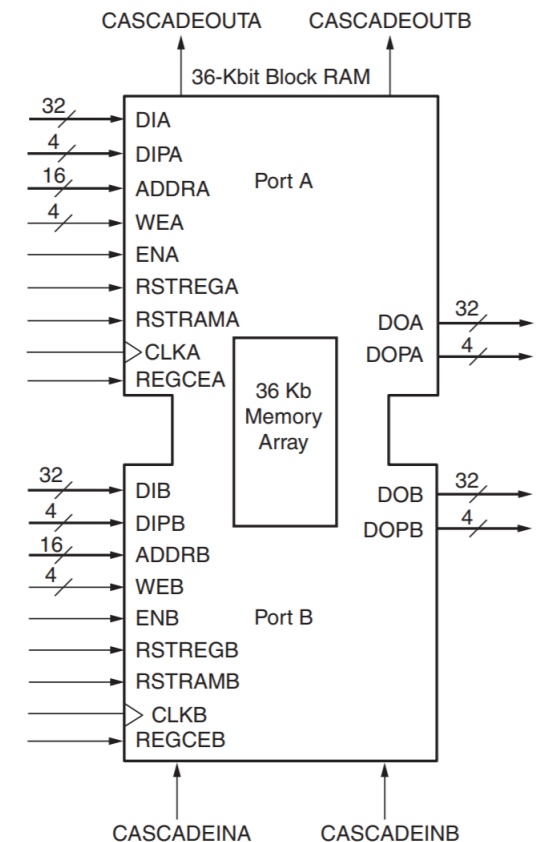 CASCADEOUTA CASCADEOUTB
36-Kbit Block RAM
32
DIA
4
DIPA
16
ADDRA
Port A
4
WEA
ENA
RSTREGA
RSTRAMA
CLKA
REGCEA
32
DOA
4
DOPA
36 Kb
Memory
Array
32
DIB
4
DIPB
16
ADDRB
4
WEB
ENB
Port B
RSTREGB
RSTRAMB
CLKB
REGCEB
32
DOB
4
DOPB
CASCADEINA CASCADEINB